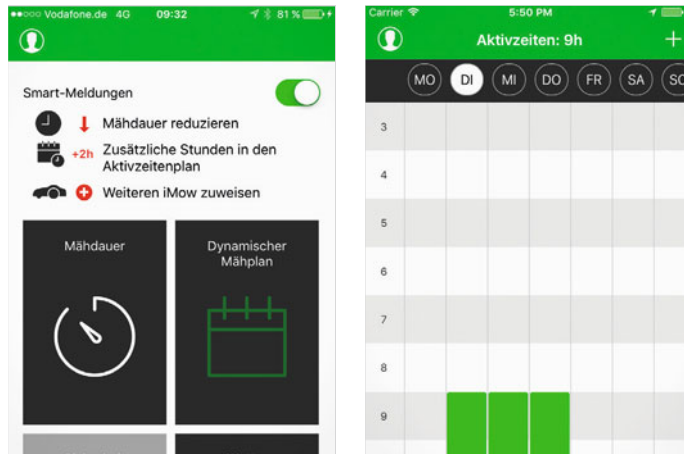 Vodafone.de 4G 09:32 81 %
Smart-Meldungen
Mähdauer reduzieren
+2h Zusätzliche Stunden in den
Aktivzeitenplan
Weiteren iMow zuweisen
Mähdauer
Dynamischer
Mähplan
Carrier 5:50 PM
Aktivzeiten: 9h
MO DI MI DO FR SA SO
3
4
5
6
7
8
9